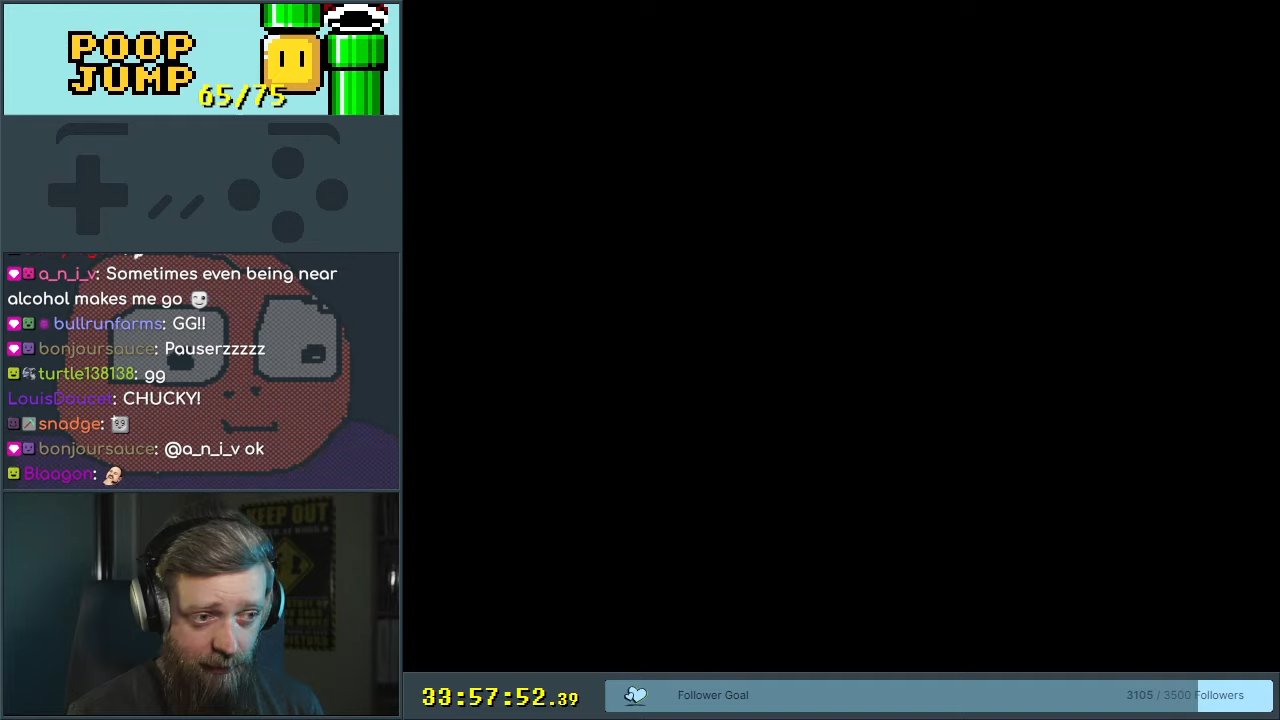 POOP
JUMP
65/75
a_n_i_v: Sometimes even being near
alcohol makes me go
bullrunfarms: GG!!
bonjoursauce: Pauserzzzzz
turtle138138: gg
LouisDoucet: CHUCKY!
snadge:
bonjoursauce: @a_n_i_v ok
Blaagon:
KEEP OUT
33:57:52.39
Follower Goal
3105 / 3500 Followers